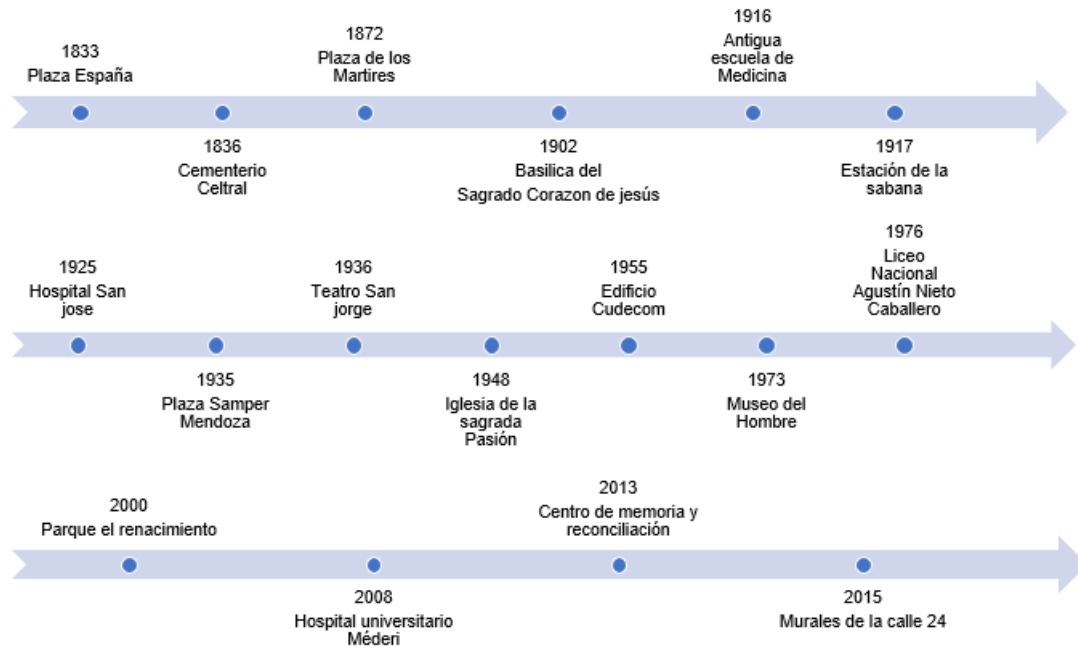 1833
Plaza España
1836
Cementerio
Celtral
1872
Plaza de los
Martires
1902
Basilica del
Sagrado Corazon de jesús
1916
Antigua
escuela de
Medicina
1917
Estación de la
sabana
1925
Hospital San
jose
1935
Plaza Samper
Mendoza
1936
Teatro San
jorge
1948
Iglesia de la
sagrada
Pasión
1955
Edificio
Cudecom
1973
Museo del
Hombre
1976
Liceo
Nacional
Agustín Nieto
Caballero
2000
Parque el renacimiento
2008
Hospital universitario
Méderi
2013
Centro de memoria y
reconciliación
2015
Murales de la calle 24